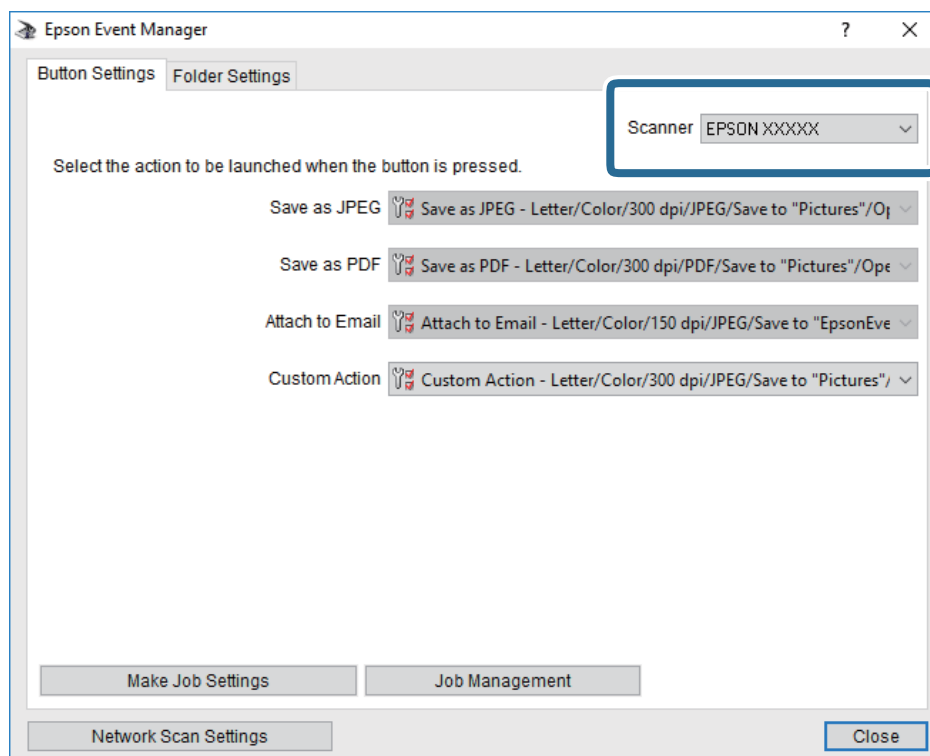 Epson Event Manager
Button Settings Folder Settings
Scanner EPSON XXXXX
Select the action to be launched when the button is pressed.
Save as JPEG Save as JPEG - Letter/Color/300 dpi/JPEG/Save to "Pictures"/Op
Save as PDF Save as PDF - Letter/Color/300 dpi/PDF/Save to "Pictures"/Ope
Attach to Email Attach to Email - Letter/Color/150 dpi/JPEG/Save to "EpsonEve
Custom Action Custom Action - Letter/Color/300 dpi/JPEG/Save to "Pictures"/
Make Job Settings Job Management
Network Scan Settings Close